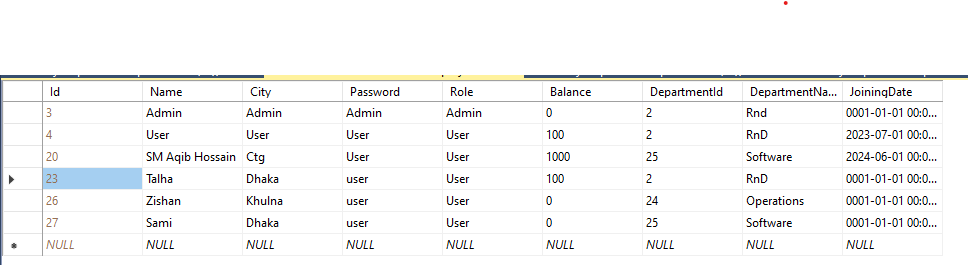 Id Name City Password Role Balance DepartmentId DepartmentNa... JoiningDate
3 Admin Admin Admin Admin 0 2 Rnd 0001-01-01 00:0...
4 User User User User 100 2 RnD 2023-07-01 00:0...
20 SM Aqib Hossain Ctg User User 1000 25 Software 2024-06-01 00:0...
23 Talha Dhaka user User 100 2 RnD 0001-01-01 00:0...
26 Zishan Khulna user User 0 24 Operations 0001-01-01 00:0...
27 Sami Dhaka user User 0 25 Software 0001-01-01 00:0...
NULL NULL NULL NULL NULL NULL NULL NULL NULL